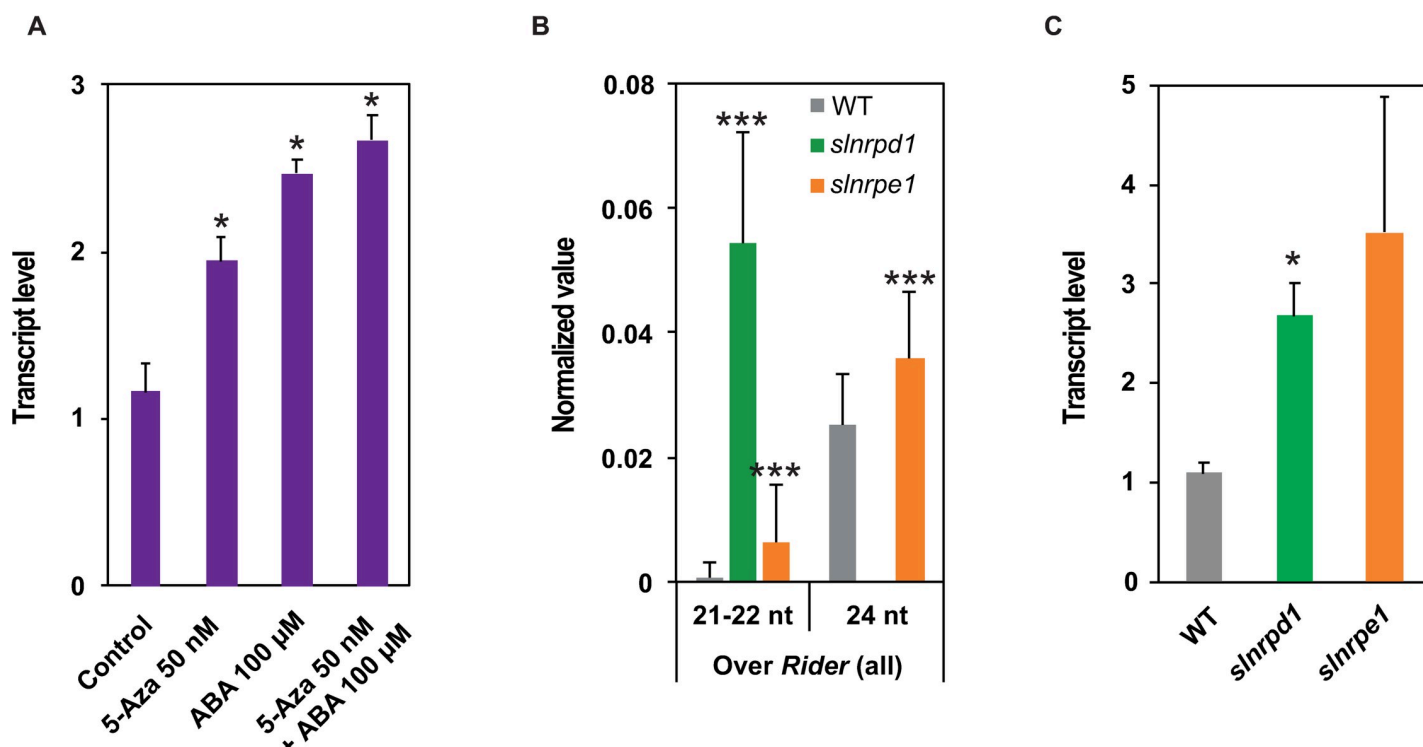 A
B
C
Transcript level
3
2
1
0
*
*
*
Control
5-Aza 50 nM
ABA 100 µM
5-Aza 50 nM
+ ABA 100 µM
Normalized value
0.08
0.06
0.04
0.02
0
WT
slnrpd1
slnrpe1
***
***
***
21-22 nt
24 nt
Over Rider (all)
Transcript level
5
4
3
2
1
0
*
WT
slnrpd1
slnrpe1